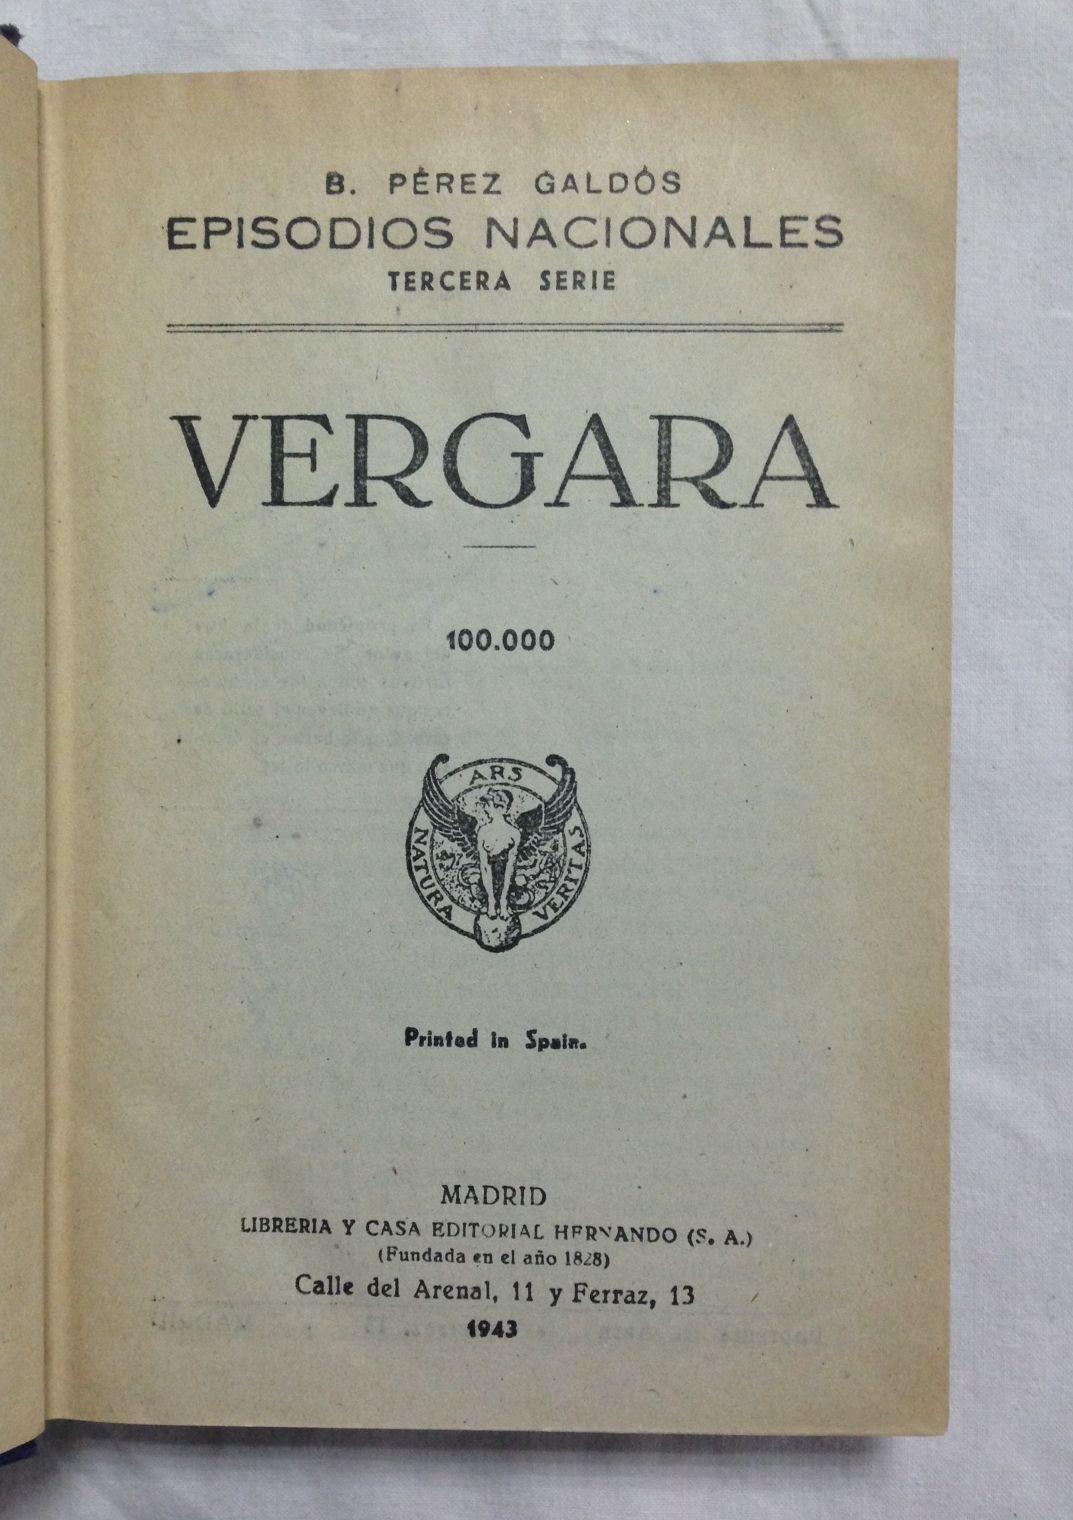 B. PÉREZ GALDÓS
EPISODIOS NACIONALES
TERCERA SERIE
VERGARA
100.000
ARS
NATURA
VERITAS
Printed in Spain.
MADRID
LIBRERIA Y CASA EDITORIAL HERNANDO (S. A.)
(Fundada en el año 1828)
Calle del Arenal, 11 y Ferraz, 13
1943